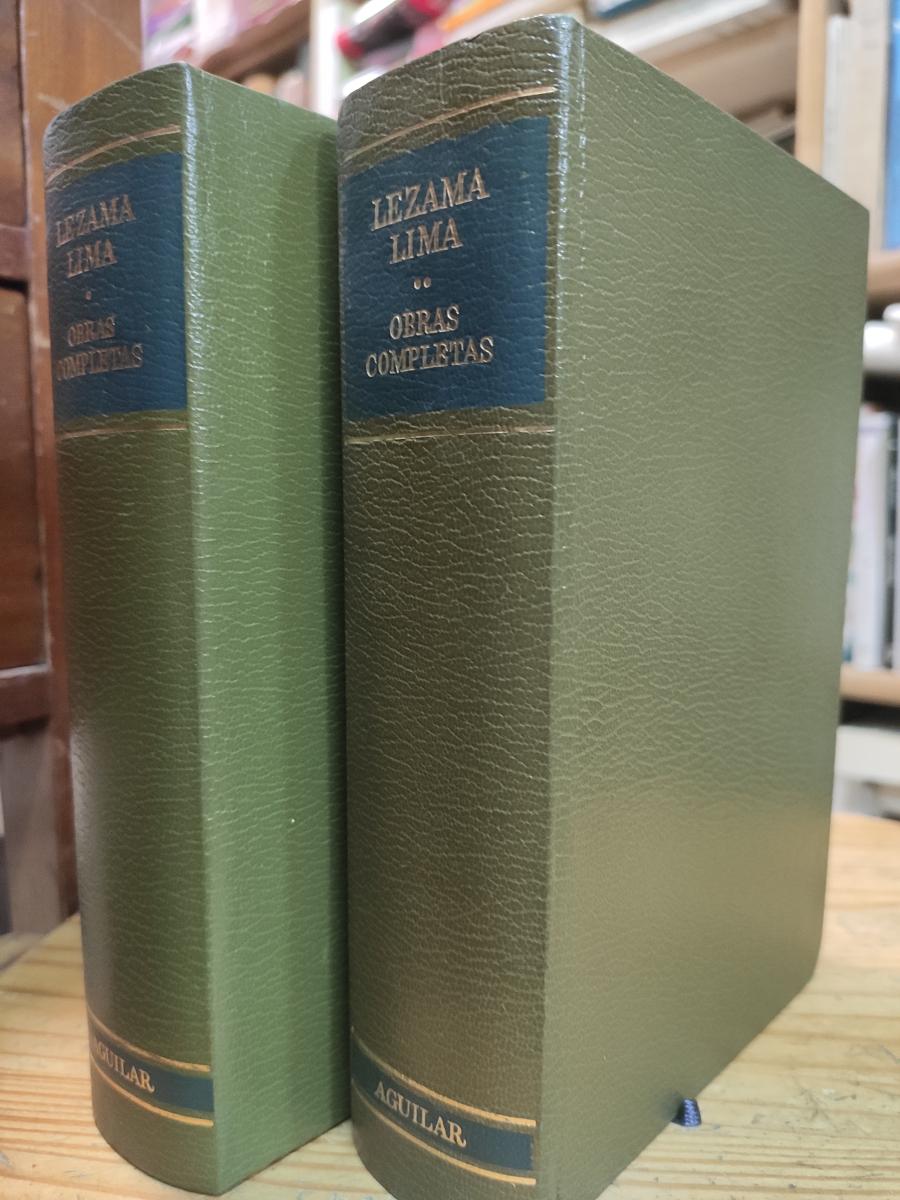 LEZAMA
LIMA
•
OBRAS
COMPLETAS
AGUILAR
LEZAMA
LIMA
••
OBRAS
COMPLETAS
AGUILAR